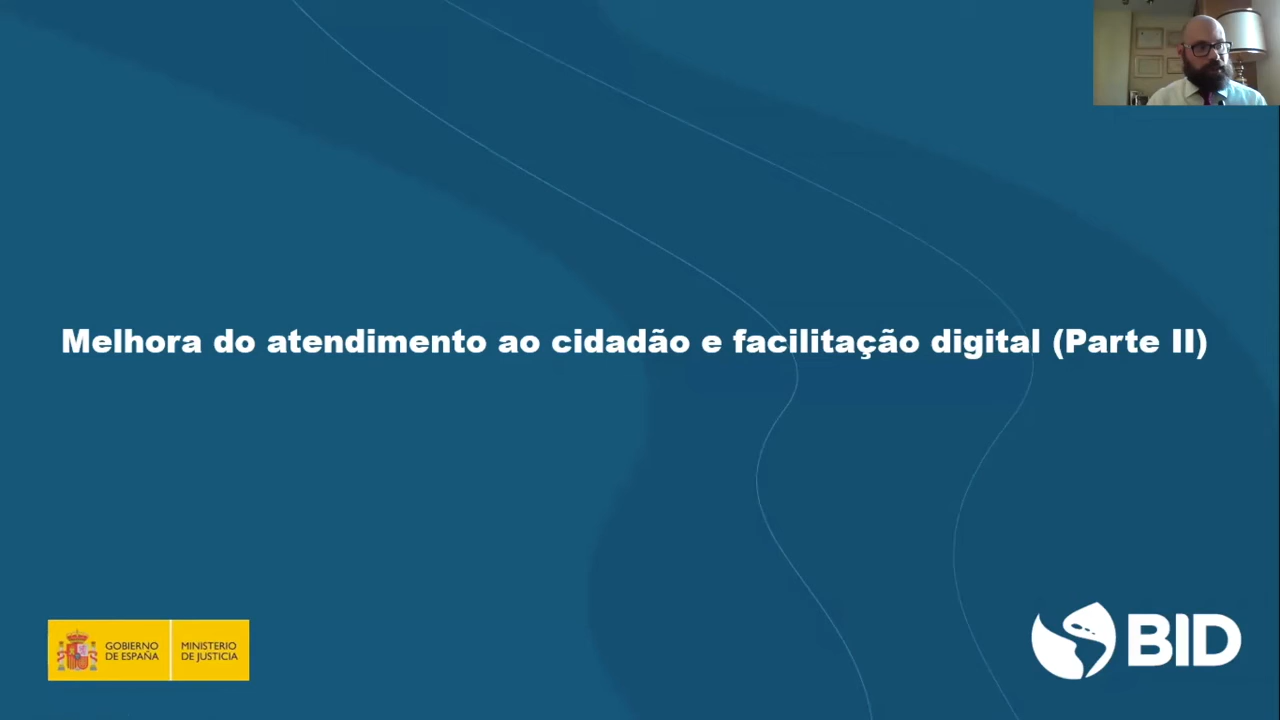 Melhora do atendimento ao cidadão e facilitação digital (Parte II)
GOBIERNO
DE ESPAÑA
MINISTERIO
DE JUSTICIA
BID